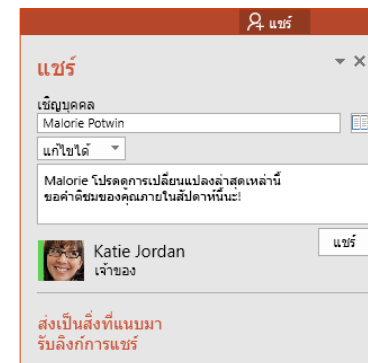 แชร์
แชร์
เชิญบุคคล
Malorie Potwin
แก้ไขได้
Malorie โปรดดูการเปลี่ยนแปลงล่าสุดเหล่านี้
ขอคำติชมของคุณภายในสัปดาห์นี้นะ!
แชร์
Katie Jordan
เจ้าของ
ส่งเป็นสิ่งที่แนบมา
รับลิงก์การแชร์